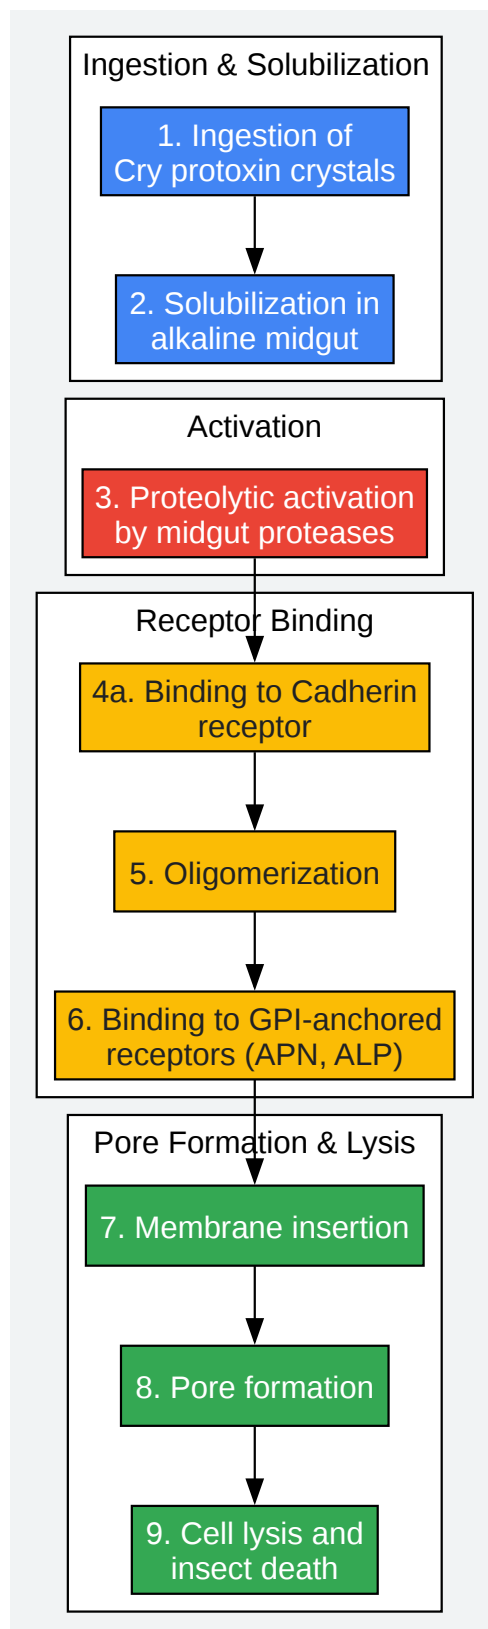 Ingestion & Solubilization
1. Ingestion of
Cry protoxin crystals
2. Solubilization in
alkaline midgut
Activation
3. Proteolytic activation
by midgut proteases
Receptor Binding
4a. Binding to Cadherin
receptor
5. Oligomerization
6. Binding to GPI-anchored
receptors (APN, ALP)
Pore Formation & Lysis
7. Membrane insertion
8. Pore formation
9. Cell lysis and
insect death